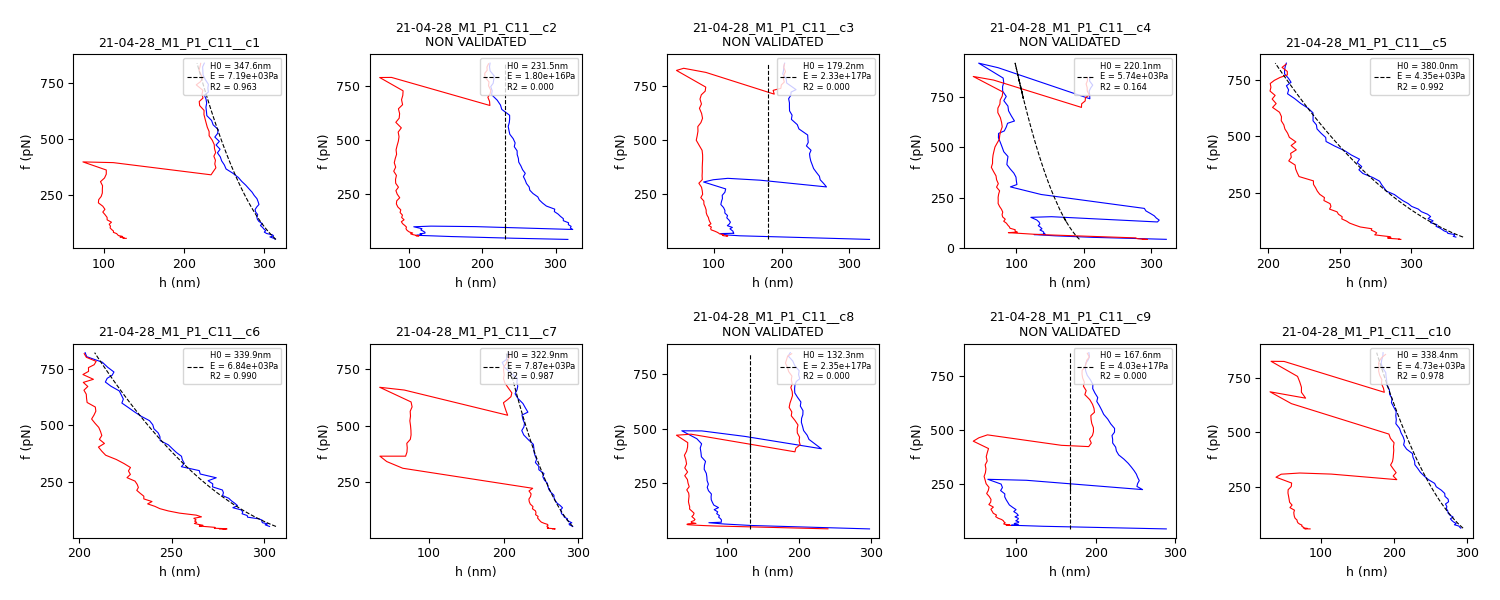 21-04-28_M1_P1_C11__c1
H0 = 347.6nm
E = 7.19e+03Pa
R2 = 0.963
f (pN)
750
500
250
100 200 300
h (nm)
21-04-28_M1_P1_C11__c2
NON VALIDATED
H0 = 231.5nm
E = 1.80e+16Pa
R2 = 0.000
f (pN)
750
500
250
100 200 300
h (nm)
21-04-28_M1_P1_C11__c3
NON VALIDATED
H0 = 179.2nm
E = 2.33e+17Pa
R2 = 0.000
f (pN)
750
500
250
100 200 300
h (nm)
21-04-28_M1_P1_C11__c4
NON VALIDATED
H0 = 220.1nm
E = 5.74e+03Pa
R2 = 0.164
f (pN)
750
500
250
0
100 200 300
h (nm)
21-04-28_M1_P1_C11__c5
H0 = 380.0nm
E = 4.35e+03Pa
R2 = 0.992
f (pN)
750
500
250
200 250 300
h (nm)
21-04-28_M1_P1_C11__c6
H0 = 339.9nm
E = 6.84e+03Pa
R2 = 0.990
f (pN)
750
500
250
200 250 300
h (nm)
21-04-28_M1_P1_C11__c7
H0 = 322.9nm
E = 7.87e+03Pa
R2 = 0.987
f (pN)
750
500
250
100 200 300
h (nm)
21-04-28_M1_P1_C11__c8
NON VALIDATED
H0 = 132.3nm
E = 2.35e+17Pa
R2 = 0.000
f (pN)
750
500
250
100 200 300
h (nm)
21-04-28_M1_P1_C11__c9
NON VALIDATED
H0 = 167.6nm
E = 4.03e+17Pa
R2 = 0.000
f (pN)
750
500
250
100 200 300
h (nm)
21-04-28_M1_P1_C11__c10
H0 = 338.4nm
E = 4.73e+03Pa
R2 = 0.978
f (pN)
750
500
250
100 200 300
h (nm)